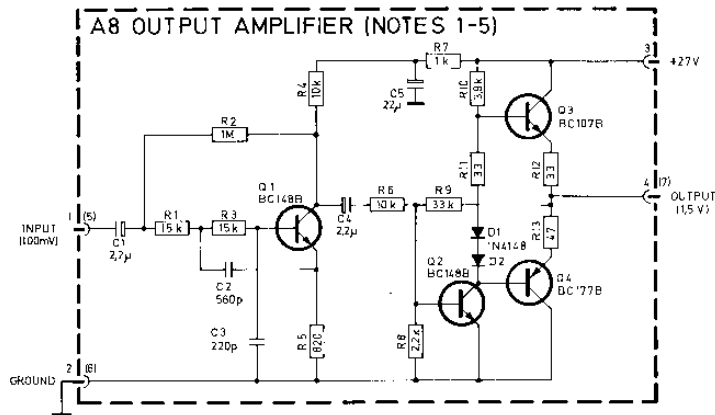 A8 OUTPUT AMPLIFIER (NOTES 1-5)
R7
1k
3
+27V
R4
10k
C5
22µ
R10
3,9k
Q3
BC107B
R2
1M
R11
33
R12
33
Q1
BC148B
4 (7)
OUTPUT
(1,5 V)
1 (5)
INPUT
(100mV)
C1
2,2µ
R1
15k
R3
15k
C4
2,2µ
R6
10k
R9
33k
R13
47
D1
1N4148
D2
C2
560p
Q2
BC148B
Q4
BC177B
C3
220p
R5
820
R8
2,2k
2 (6)
GROUND